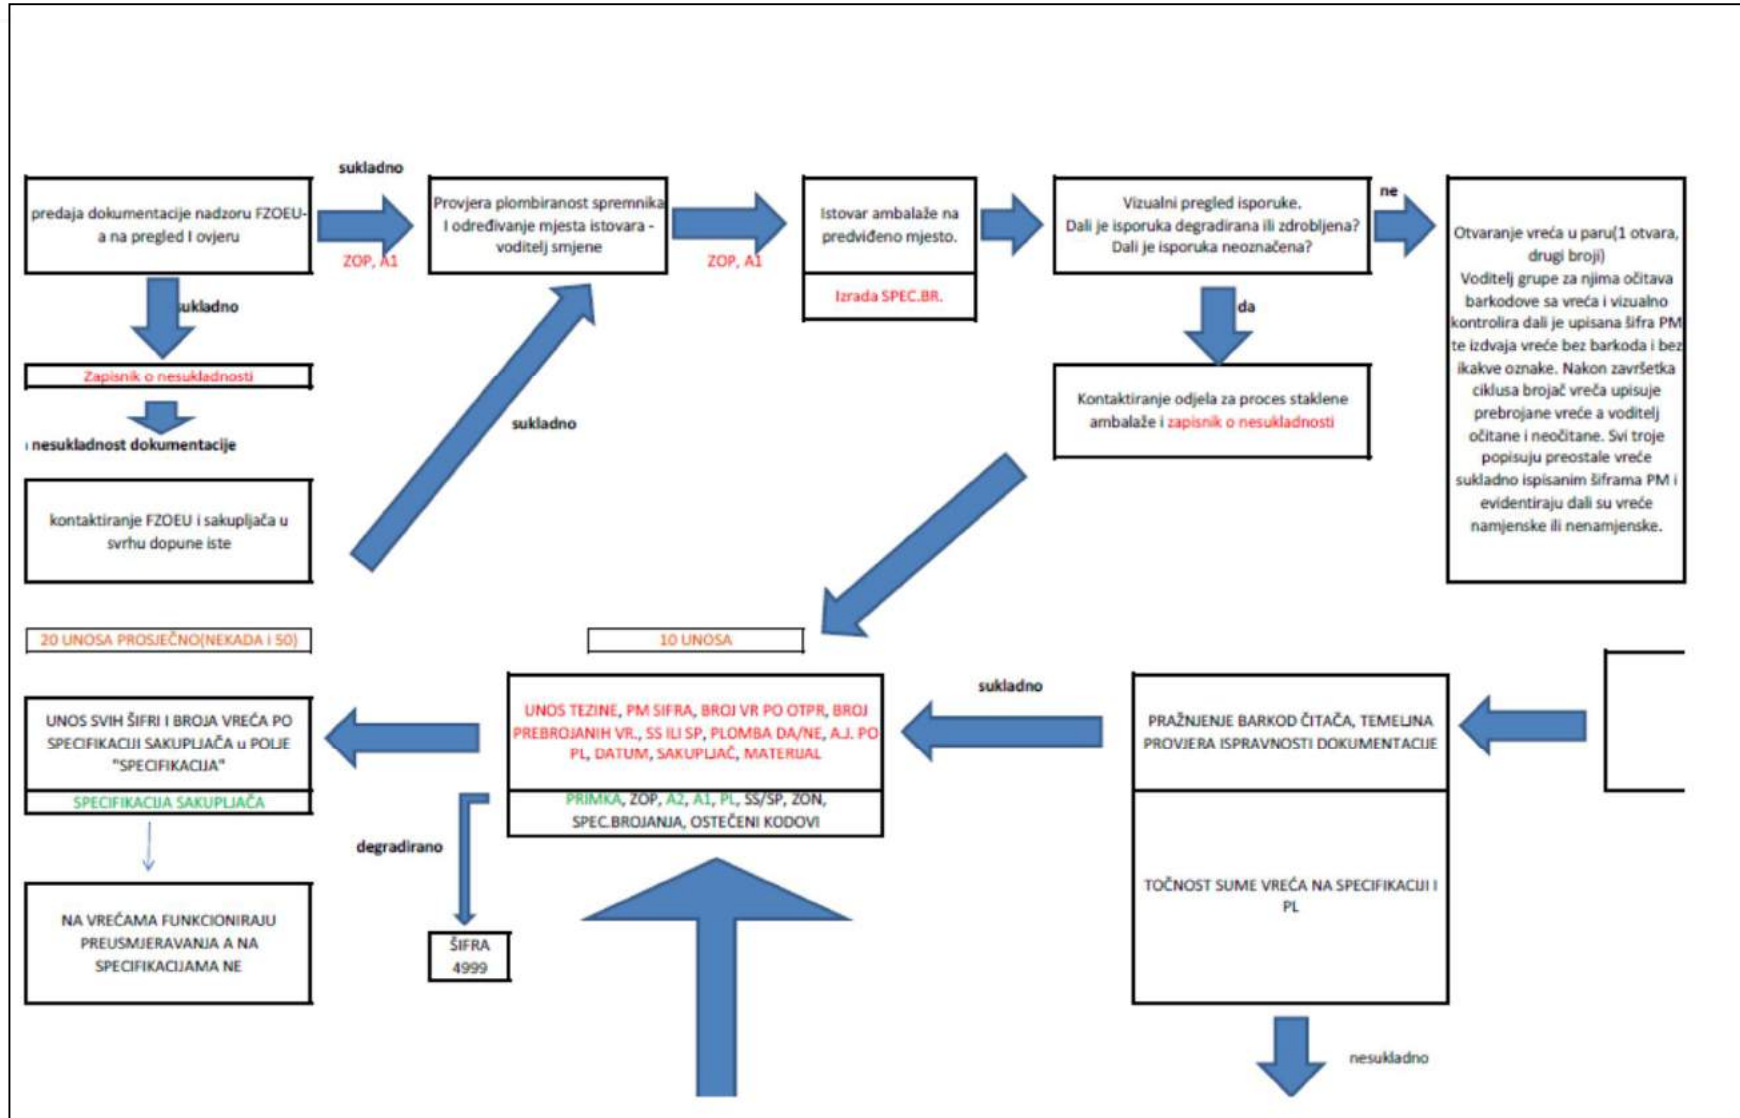 sukladno
predaja dokumentacije nadzoru FZOEU-
a na pregled I ovjeru
ZOP, A1
Provjera plombiranost spremnika
I određivanje mjesta istovara -
voditelj smjene
ZOP, A1
Istovar ambalaže na
predviđeno mjesto.
Izrada SPEC.BR.
Vizualni pregled isporuke.
Dali je isporuka degradirana ili zdrobljena?
Dali je isporuka neoznačena?
ne
Otvaranje vreća u paru(1 otvara,
drugi broji)
Voditelj grupe za njima očitava
barkodove sa vreća i vizualno
kontrolira dali je upisana šifra PM
te izdvaja vreće bez barkoda i bez
ikakve oznake. Nakon završetka
ciklusa brojač vreća upisuje
prebrojane vreće a voditelj
očitane i neočitane. Svi troje
popisuju preostale vreće
sukladno ispisanim šiframa PM i
evidentiraju dali su vreće
namjenske ili nenamjenske.
ukladno
Zapisnik o nesukladnosti
nesukladnost dokumentacije
kontaktiranje FZOEU i sakupljača u
svrhu dopune iste
sukladno
da
Kontaktiranje odjela za proces staklene
ambalaže i zapisnik o nesukladnosti
20 UNOSA PROSJEČNO(NEKADA I 50)
10 UNOSA
UNOS SVIH ŠIFRI I BROJA VREĆA PO
SPECIFIKACIJI SAKUPLJAČA u POLJE
"SPECIFIKACIJA"
SPECIFIKACIJA SAKUPLJAČA
NA VREĆAMA FUNKCIONIRAJU
PREUSMJERAVANJA A NA
SPECIFIKACIJAMA NE
degradirano
ŠIFRA
4999
UNOS TEZINE, PM SIFRA, BROJ VR PO OTPR, BROJ
PREBROJANIH VR., SS ILI SP, PLOMBA DA/NE, A.J. PO
PL, DATUM, SAKUPLJAČ, MATERIJAL
PRIMKA, ZOP, A2, A1, PL, SS/SP, ZON,
SPEC.BROJANJA, OSTEČENI KODOVI
sukladno
PRAŽNJENJE BARKOD ČITAČA, TEMELJNA
PROVJERA ISPRAVNOSTI DOKUMENTACIJE
TOČNOST SUME VREĆA NA SPECIFIKACIJI I
PL
nesukladno